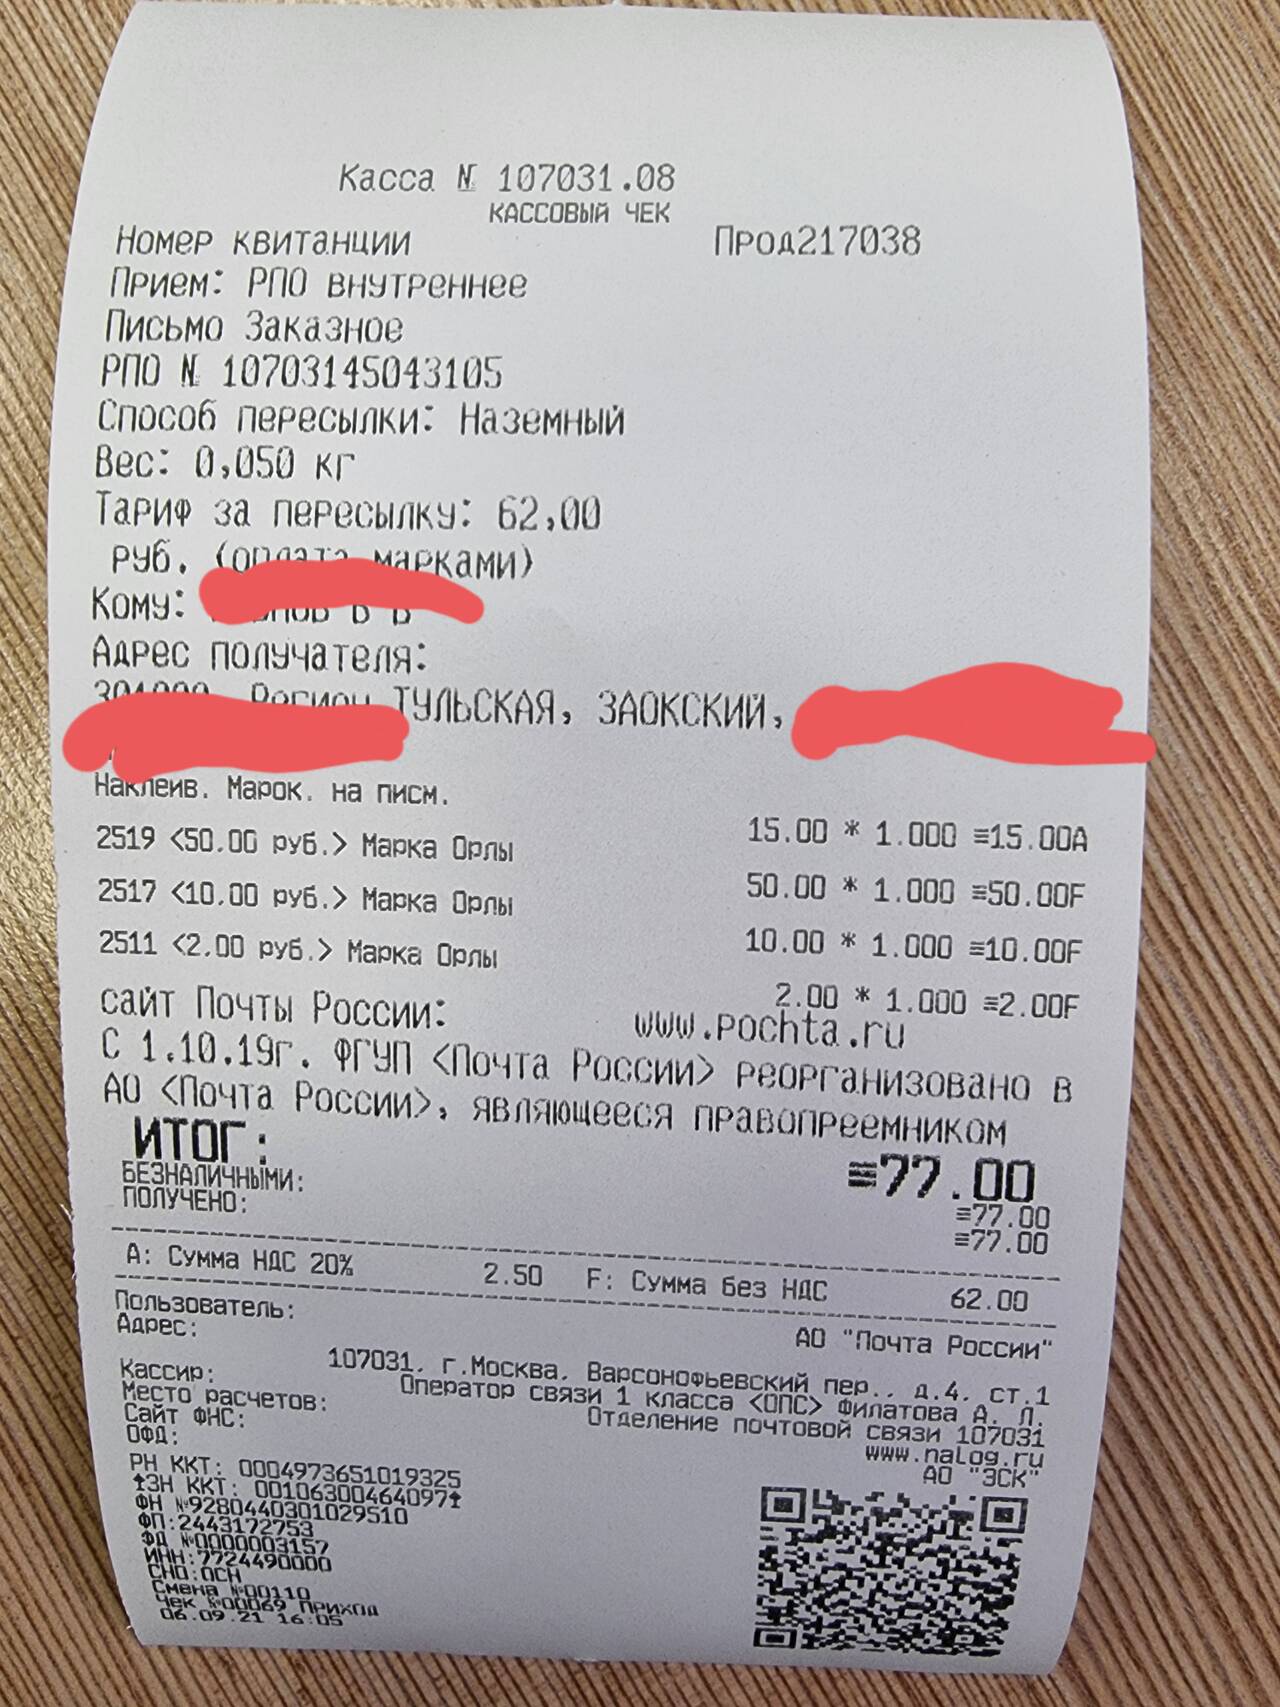 Касса № 107031.08
КАССОВЫЙ ЧЕК
Номер квитанции Прод217038
Прием: РПО внутреннее
Письмо Заказное
РПО № 10703145043105
Способ пересылки: Наземный
Вес: 0,050 кг
Тариф за пересылку: 62,00
руб. (оплата марками)
Кому: В В
Адрес получателя:
Регион ТУЛЬСКАЯ, ЗАОКСКИЙ,
Наклеив. Марок. на писм.
15.00 * 1.000 ≡15.00А
2519 <50.00 руб.> Марка Орлы
50.00 * 1.000 ≡50.00F
2517 <10.00 руб.> Марка Орлы
10.00 * 1.000 ≡10.00F
2511 <2.00 руб.> Марка Орлы
2.00 * 1.000 ≡2.00F
сайт Почты России: www.pochta.ru
С 1.10.19г. ФГУП <Почта России> реорганизовано в
АО <Почта России>, являющееся правопреемником
ИТОГ: ≡77.00
БЕЗНАЛИЧНЫМИ: ≡77.00
ПОЛУЧЕНО: ≡77.00
А: Сумма НДС 20% 2.50 F: Сумма без НДС 62.00
Пользователь: АО "Почта России"
Адрес: 107031, г.Москва, Варсонофьевский пер., д.4, ст.1
Кассир: Оператор связи 1 класса <ОПС> Филатова А. Л.
Место расчетов: Отделение почтовой связи 107031
Сайт ФНС: www.nalog.ru
ОФД: АО "ЭСК"
РН ККТ: 0004973651019325
ЗН ККТ: 00106300464097
ФН №9280440301029510
ФП:2443172753
ФД №0000003157
ИНН:7724490000
СНО:ОСН
Смена №00110
Чек №00069 Приход
06.09.21 16:05